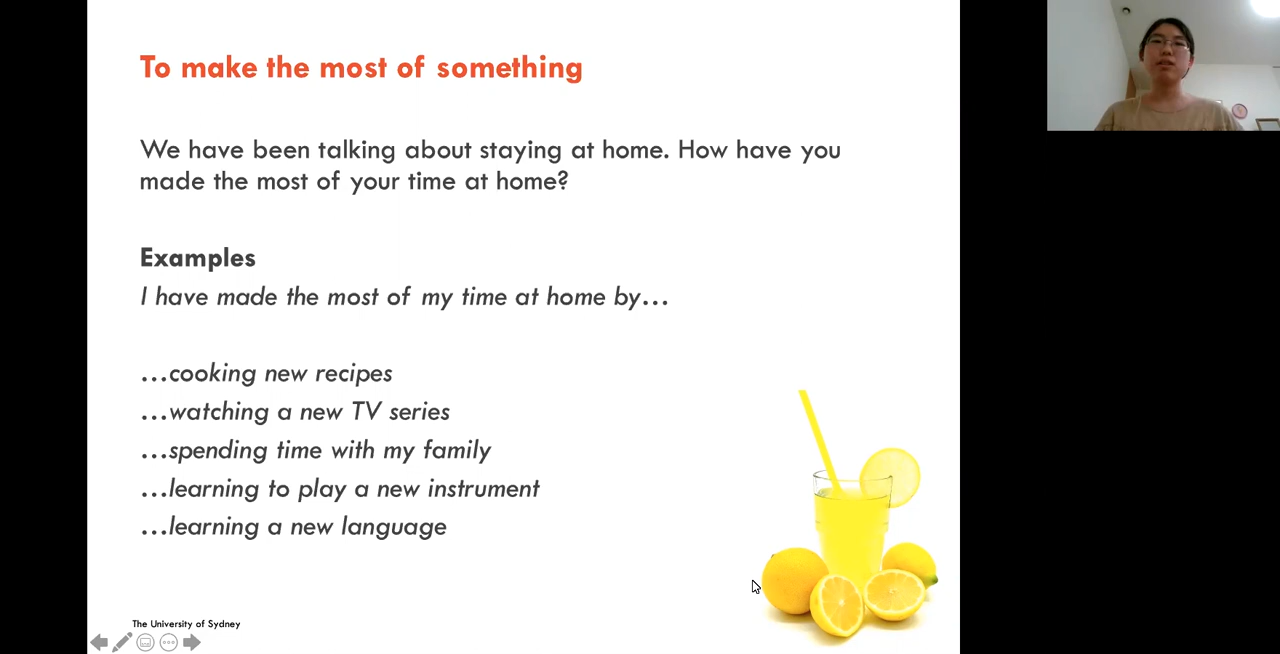 To make the most of something
We have been talking about staying at home. How have you
made the most of your time at home?
Examples
I have made the most of my time at home by…
…cooking new recipes
…watching a new TV series
…spending time with my family
…learning to play a new instrument
…learning a new language
The University of Sydney